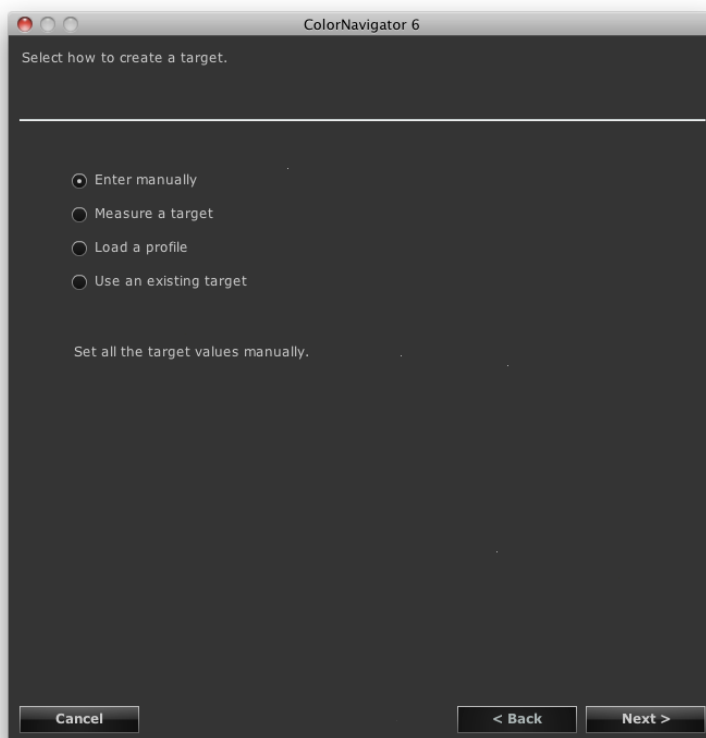 ColorNavigator 6
Select how to create a target.
Enter manually
Measure a target
Load a profile
Use an existing target
Set all the target values manually.
Cancel
< Back
Next >